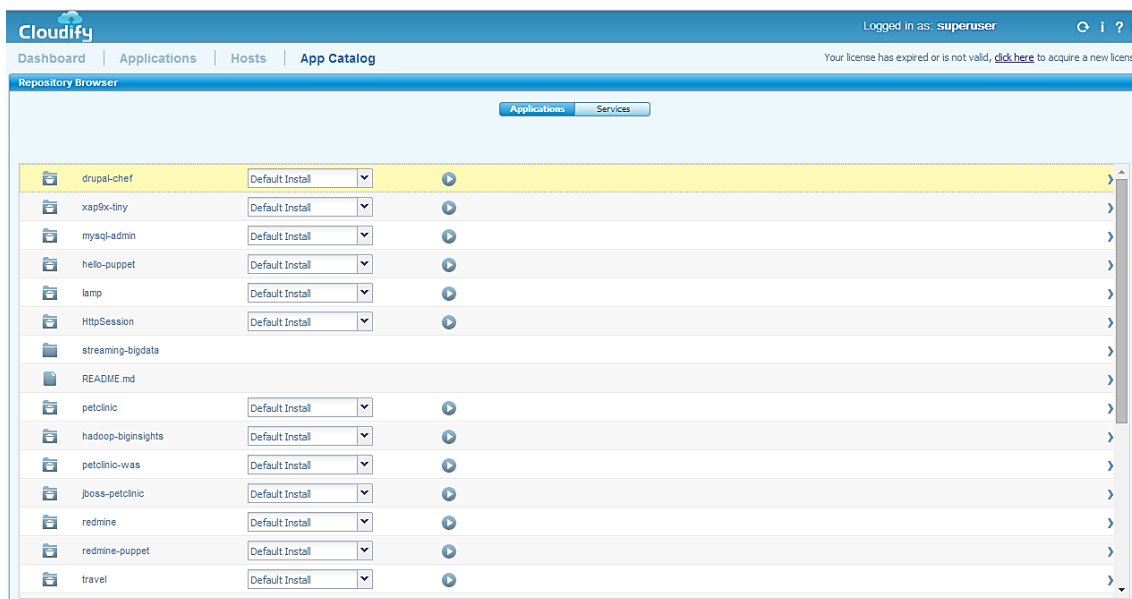 Cloudify
Logged in as: superuser
i ?
Dashboard Applications Hosts App Catalog
Your license has expired or is not valid, click here to acquire a new licens
Repository Browser
Applications Services
drupal-chef Default Install
xap9x-tiny Default Install
mysql-admin Default Install
hello-puppet Default Install
lamp Default Install
HttpSession Default Install
streaming-bigdata
README.md
petclinic Default Install
hadoop-biginsights Default Install
petclinic-was Default Install
jboss-petclinic Default Install
redmine Default Install
redmine-puppet Default Install
travel Default Install